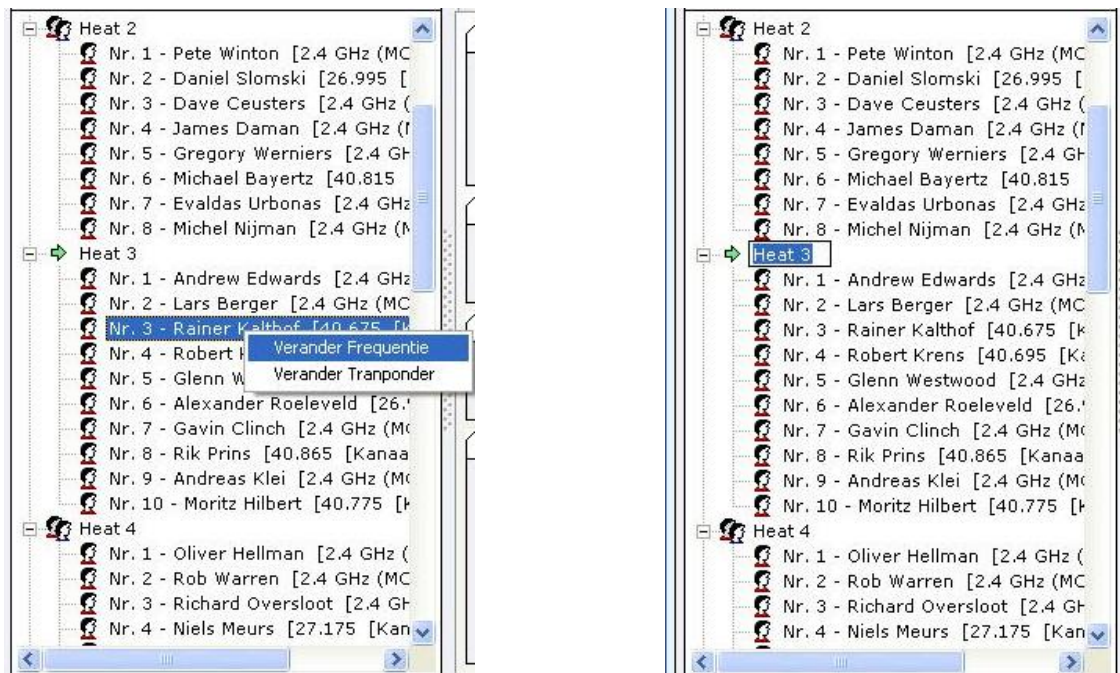 Heat 2
Nr. 1 - Pete Winton [2.4 GHz (MC
Nr. 2 - Daniel Slomski [26.995 [
Nr. 3 - Dave Ceusters [2.4 GHz (
Nr. 4 - James Daman [2.4 GHz (
Nr. 5 - Gregory Werniers [2.4 GH
Nr. 6 - Michael Bayertz [40.815
Nr. 7 - Evaldas Urbonas [2.4 GHz
Nr. 8 - Michel Nijman [2.4 GHz (
Heat 3
Nr. 1 - Andrew Edwards [2.4 GHz
Nr. 2 - Lars Berger [2.4 GHz (MC
Nr. 3 - Rainer Kalthof [40.675 [K
Verander Frequentie
Nr. 4 - Robert
Verander Tranponder
Nr. 5 - Glenn W
Nr. 6 - Alexander Roeleveld [26.
Nr. 7 - Gavin Clinch [2.4 GHz (M
Nr. 8 - Rik Prins [40.865 [Kanaa
Nr. 9 - Andreas Klei [2.4 GHz (M
Nr. 10 - Moritz Hilbert [40.775 [K
Heat 4
Nr. 1 - Oliver Hellman [2.4 GHz (
Nr. 2 - Rob Warren [2.4 GHz (MC
Nr. 3 - Richard Oversloot [2.4 GH
Nr. 4 - Niels Meurs [27.175 [Kan
Heat 2
Nr. 1 - Pete Winton [2.4 GHz (MC
Nr. 2 - Daniel Slomski [26.995 [
Nr. 3 - Dave Ceusters [2.4 GHz (
Nr. 4 - James Daman [2.4 GHz (
Nr. 5 - Gregory Werniers [2.4 GH
Nr. 6 - Michael Bayertz [40.815
Nr. 7 - Evaldas Urbonas [2.4 GHz
Nr. 8 - Michel Nijman [2.4 GHz (
Heat 3
Nr. 1 - Andrew Edwards [2.4 GHz
Nr. 2 - Lars Berger [2.4 GHz (MC
Nr. 3 - Rainer Kalthof [40.675 [K
Nr. 4 - Robert Krens [40.695 [Ka
Nr. 5 - Glenn Westwood [2.4 GHz
Nr. 6 - Alexander Roeleveld [26.
Nr. 7 - Gavin Clinch [2.4 GHz (M
Nr. 8 - Rik Prins [40.865 [Kanaa
Nr. 9 - Andreas Klei [2.4 GHz (M
Nr. 10 - Moritz Hilbert [40.775 [K
Heat 4
Nr. 1 - Oliver Hellman [2.4 GHz (
Nr. 2 - Rob Warren [2.4 GHz (MC
Nr. 3 - Richard Oversloot [2.4 GH
Nr. 4 - Niels Meurs [27.175 [Kan